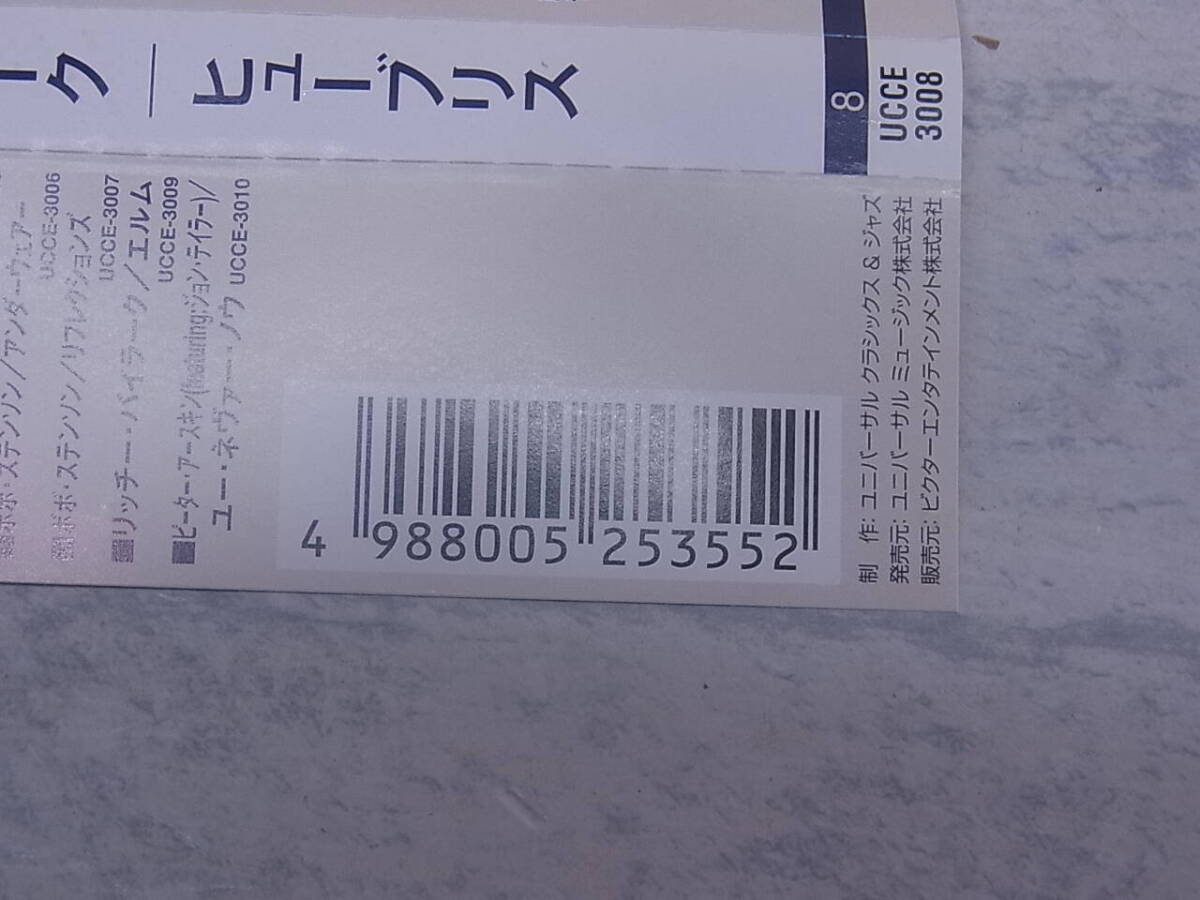 ーク｜ヒューブリス
8
UCCE
3008
ボボ・ステンソン/アンダーウェアー
UCCE-3006
■ボボ・ステンソン/リフレクションズ
UCCE-3007
■リッチー・バイラーク/エルム
UCCE-3009
■ピーター・アースキン(featuring:ジョン・テイラー)/
ユー・ネヴァー・ノウ UCCE-3010
4 988005 253552
制 作: ユニバーサル クラシックス & ジャズ
発売元: ユニバーサル ミュージック株式会社
販売元: ビクターエンタテインメント株式会社